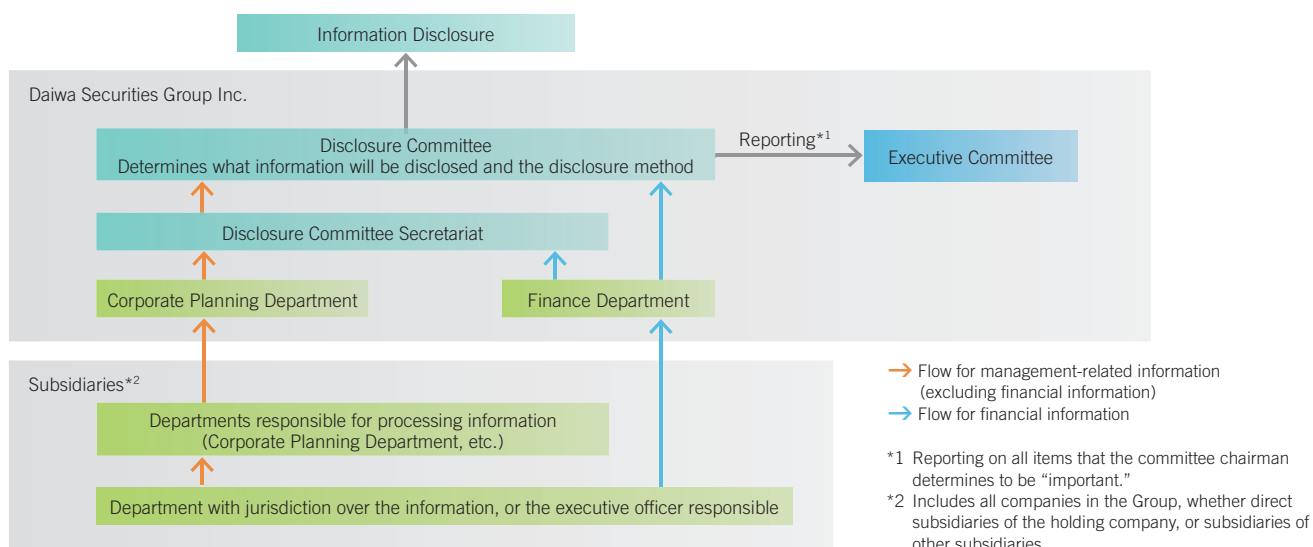 Information Disclosure
Daiwa Securities Group Inc.
Disclosure Committee
Determines what information will be disclosed and the disclosure method
Reporting*1
Executive Committee
Disclosure Committee Secretariat
Corporate Planning Department
Finance Department
Subsidiaries*2
Departments responsible for processing information
(Corporate Planning Department, etc.)
Department with jurisdiction over the information, or the executive officer responsible
Flow for management-related information
(excluding financial information)
Flow for financial information
*1 Reporting on all items that the committee chairman
determines to be “important.”
*2 Includes all companies in the Group, whether direct
subsidiaries of the holding company, or subsidiaries of
other subsidiaries